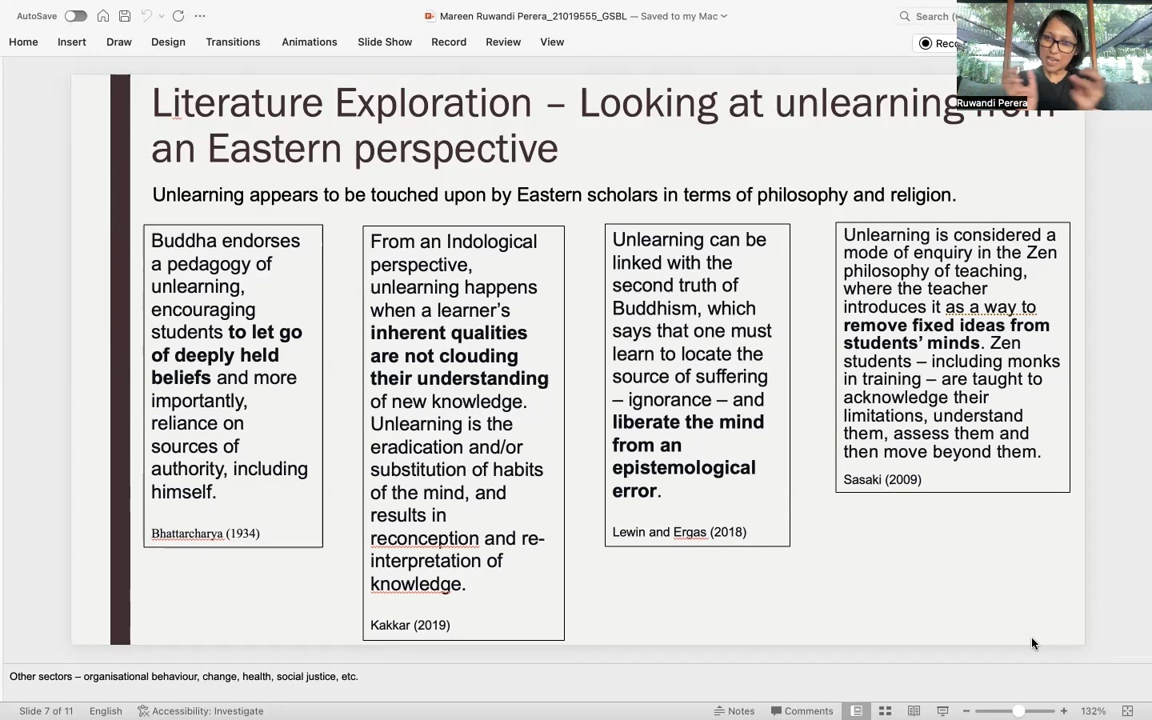 AutoSave
Mareen Ruwandi Perera_21019555_GSBL — Saved to my Mac
Search (
Home Insert Draw Design Transitions Animations Slide Show Record Review View
Ruwandi Perera
Literature Exploration – Looking at unlearning from
an Eastern perspective
Unlearning appears to be touched upon by Eastern scholars in terms of philosophy and religion.
Buddha endorses
a pedagogy of
unlearning,
encouraging
students to let go
of deeply held
beliefs and more
importantly,
reliance on
sources of
authority, including
himself.
Bhattarcharya (1934)
From an Indological
perspective,
unlearning happens
when a learner's
inherent qualities
are not clouding
their understanding
of new knowledge.
Unlearning is the
eradication and/or
substitution of habits
of the mind, and
results in
reconception and re-
interpretation of
knowledge.
Kakkar (2019)
Unlearning can be
linked with the
second truth of
Buddhism, which
says that one must
learn to locate the
source of suffering
– ignorance – and
liberate the mind
from an
epistemological
error.
Lewin and Ergas (2018)
Unlearning is considered a
mode of enquiry in the Zen
philosophy of teaching,
where the teacher
introduces it as a way to
remove fixed ideas from
students' minds. Zen
students – including monks
in training – are taught to
acknowledge their
limitations, understand
them, assess them and
then move beyond them.
Sasaki (2009)
Other sectors – organisational behaviour, change, health, social justice, etc.
Slide 7 of 11 English Accessibility: Investigate Notes Comments 132%